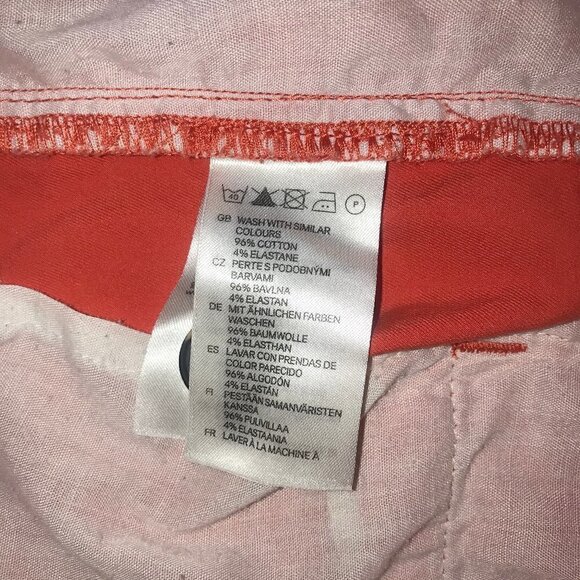 40 P
GB WASH WITH SIMILAR
COLOURS
96% COTTON
4% ELASTANE
CZ PERTE S PODOBNÝMI
BARVAMI
96% BAVLNA
4% ELASTAN
DE MIT ÄHNLICHEN FARBEN
WASCHEN
96% BAUMWOLLE
4% ELASTHAN
ES LAVAR CON PRENDAS DE
COLOR PARECIDO
96% ALGODÓN
4% ELASTÁN
FI PESTÄÄN SAMANVÄRISTEN
KANSSA
96% PUUVILLAA
4% ELASTAANIA
FR LAVER À LA MACHINE À